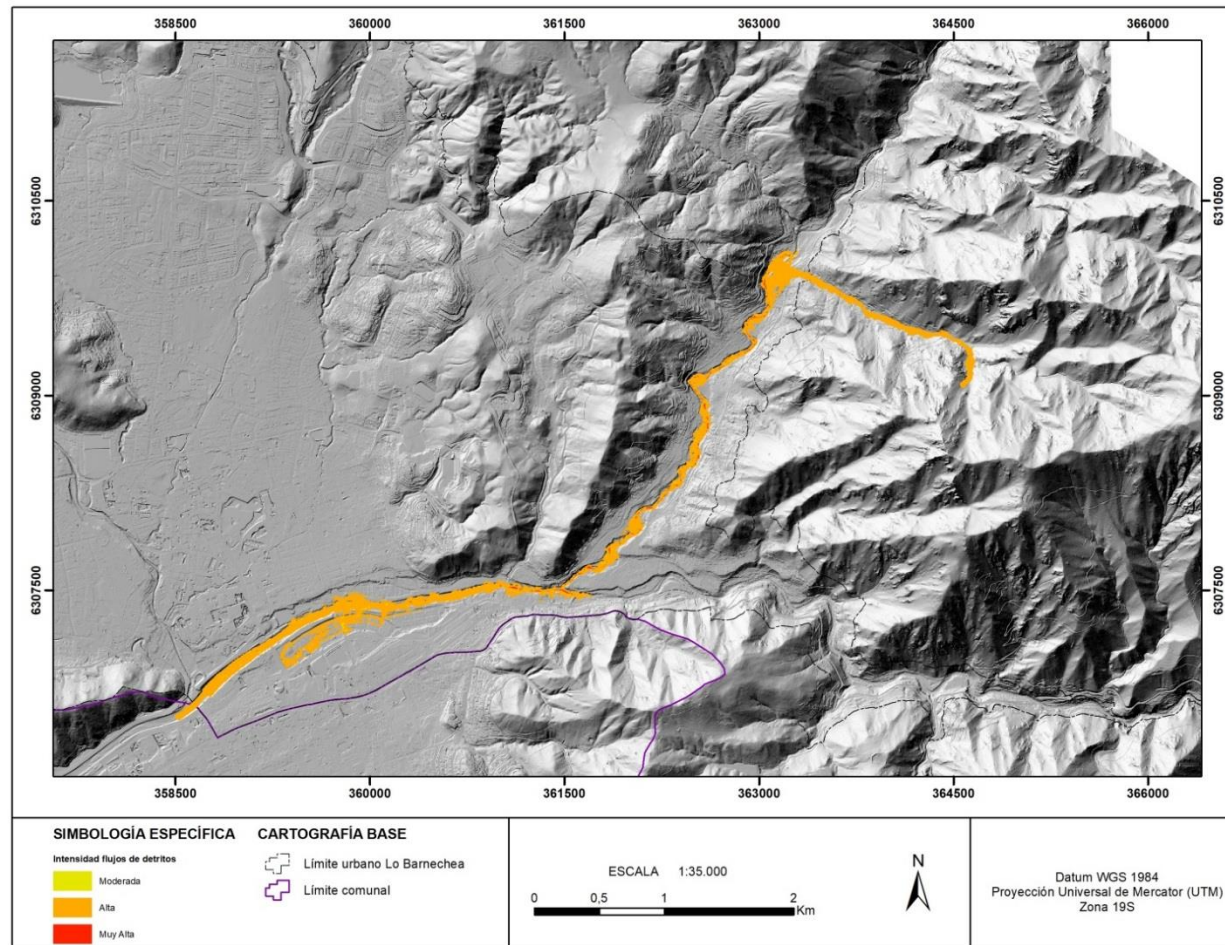 358500 360000 361500 363000 364500 366000
6310500 6310500
6309000 6309000
6307500 6307500
358500 360000 361500 363000 364500 366000
SIMBOLOGÍA ESPECÍFICA
Intensidad flujos de detritos
Moderada
Alta
Muy Alta
CARTOGRAFÍA BASE
Límite urbano Lo Barnechea
Límite comunal
ESCALA 1:35.000
0 0,5 1 2
Km
N
Datum WGS 1984
Proyección Universal de Mercator (UTM)
Zona 19S